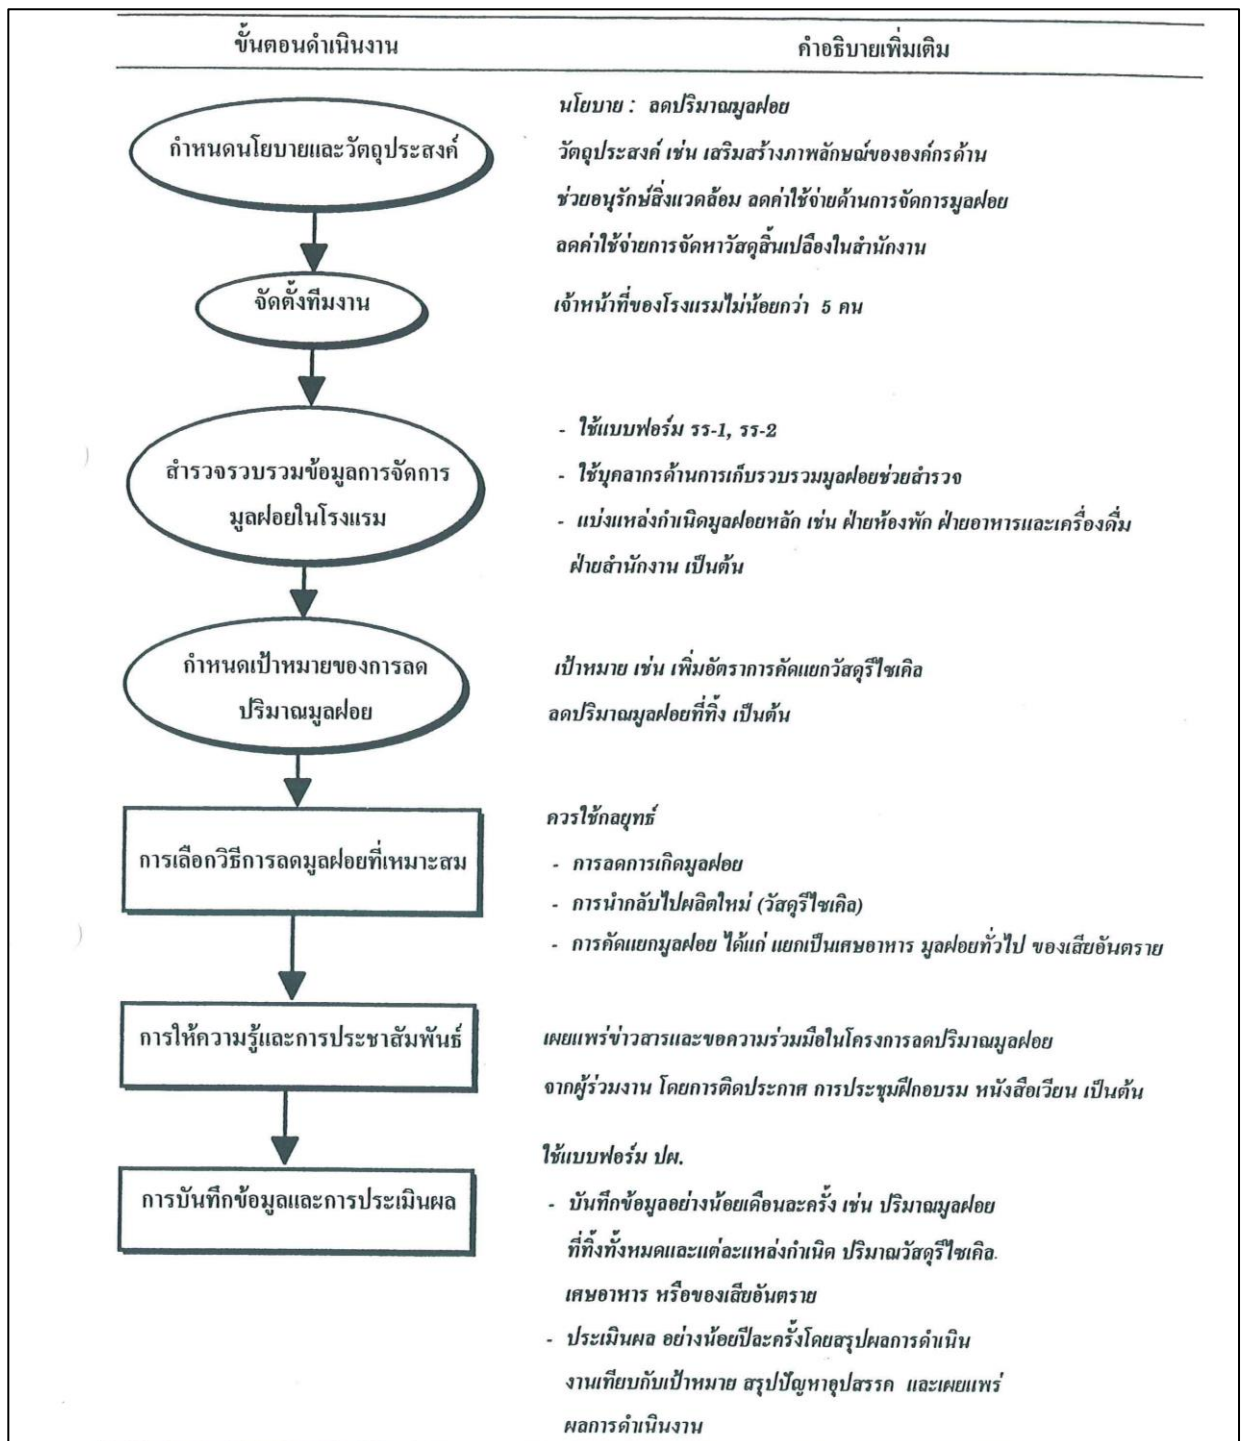 ขั้นตอนดำเนินงาน
คำอธิบายเพิ่มเติม
กำหนดนโยบายและวัตถุประสงค์
นโยบาย : ลดปริมาณมูลฝอย
วัตถุประสงค์ เช่น เสริมสร้างภาพลักษณ์ขององค์กรด้าน
ช่วยอนุรักษ์สิ่งแวดล้อม ลดค่าใช้จ่ายด้านการจัดการมูลฝอย
ลดค่าใช้จ่ายการจัดหาวัสดุสิ้นเปลืองในสำนักงาน
จัดตั้งทีมงาน
เจ้าหน้าที่ของโรงแรมไม่น้อยกว่า 5 คน
สำรวจรวบรวมข้อมูลการจัดการ
มูลฝอยในโรงแรม
- ใช้แบบฟอร์ม รร-1, รร-2
- ใช้บุคลากรด้านการเก็บรวบรวมมูลฝอยช่วยสำรวจ
- แบ่งแหล่งกำเนิดมูลฝอยหลัก เช่น ฝ่ายห้องพัก ฝ่ายอาหารและเครื่องดื่ม
ฝ่ายสำนักงาน เป็นต้น
กำหนดเป้าหมายของการลด
ปริมาณมูลฝอย
เป้าหมาย เช่น เพิ่มอัตราการคัดแยกวัสดุรีไซเคิล
ลดปริมาณมูลฝอยที่ทิ้ง เป็นต้น
การเลือกวิธีการลดมูลฝอยที่เหมาะสม
ควรใช้กลยุทธ์
- การลดการเกิดมูลฝอย
- การนำกลับไปผลิตใหม่ (วัสดุรีไซเคิล)
- การคัดแยกมูลฝอย ได้แก่ แยกเป็นเศษอาหาร มูลฝอยทั่วไป ของเสียอันตราย
การให้ความรู้และการประชาสัมพันธ์
เผยแพร่ข่าวสารและขอความร่วมมือในโครงการลดปริมาณมูลฝอย
จากผู้ร่วมงาน โดยการติดประกาศ การประชุมฝึกอบรม หนังสือเวียน เป็นต้น
การบันทึกข้อมูลและการประเมินผล
ใช้แบบฟอร์ม ปผ.
- บันทึกข้อมูลอย่างน้อยเดือนละครั้ง เช่น ปริมาณมูลฝอย
ที่ทิ้งทั้งหมดและแต่ละแหล่งกำเนิด ปริมาณวัสดุรีไซเคิล
เศษอาหาร หรือของเสียอันตราย
- ประเมินผล อย่างน้อยปีละครั้งโดยสรุปผลการดำเนิน
งานเทียบกับเป้าหมาย สรุปปัญหาอุปสรรค และเผยแพร่
ผลการดำเนินงาน